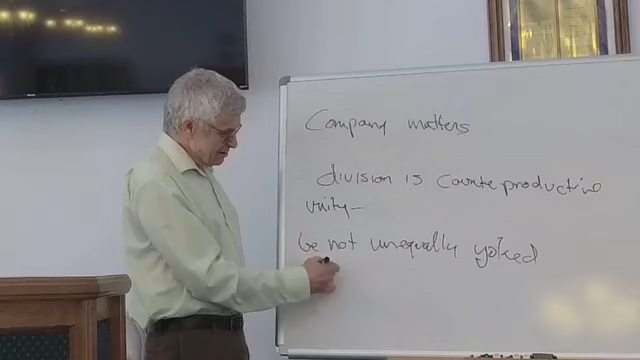 Company matters
division is counterproductive
unity-
be not unequally yoked